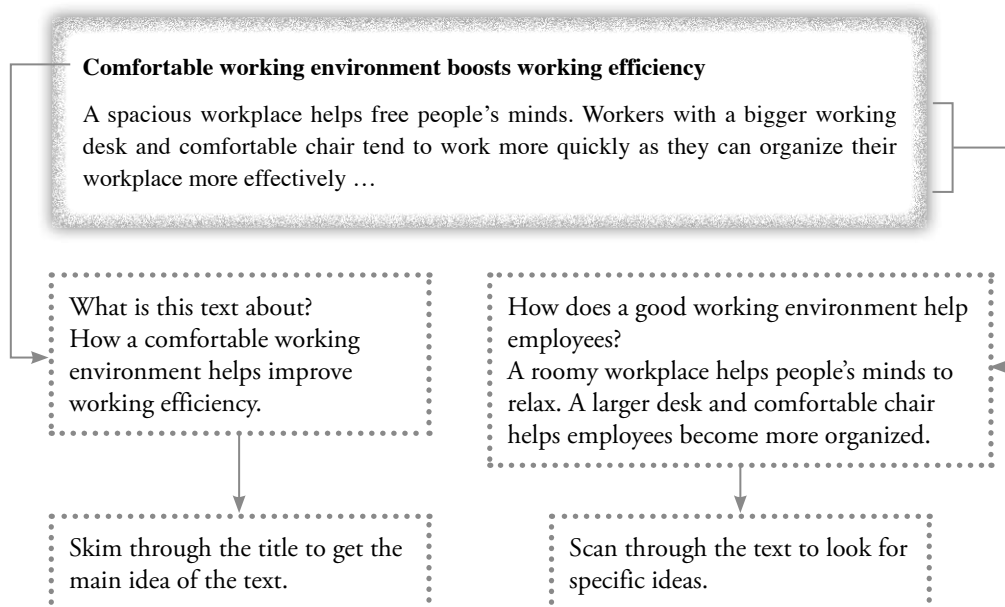 Comfortable working environment boosts working efficiency
A spacious workplace helps free people’s minds. Workers with a bigger working
desk and comfortable chair tend to work more quickly as they can organize their
workplace more effectively …
What is this text about?
How a comfortable working
environment helps improve
working efficiency.
How does a good working environment help
employees?
A roomy workplace helps people’s minds to
relax. A larger desk and comfortable chair
helps employees become more organized.
Skim through the title to get the
main idea of the text.
Scan through the text to look for
specific ideas.